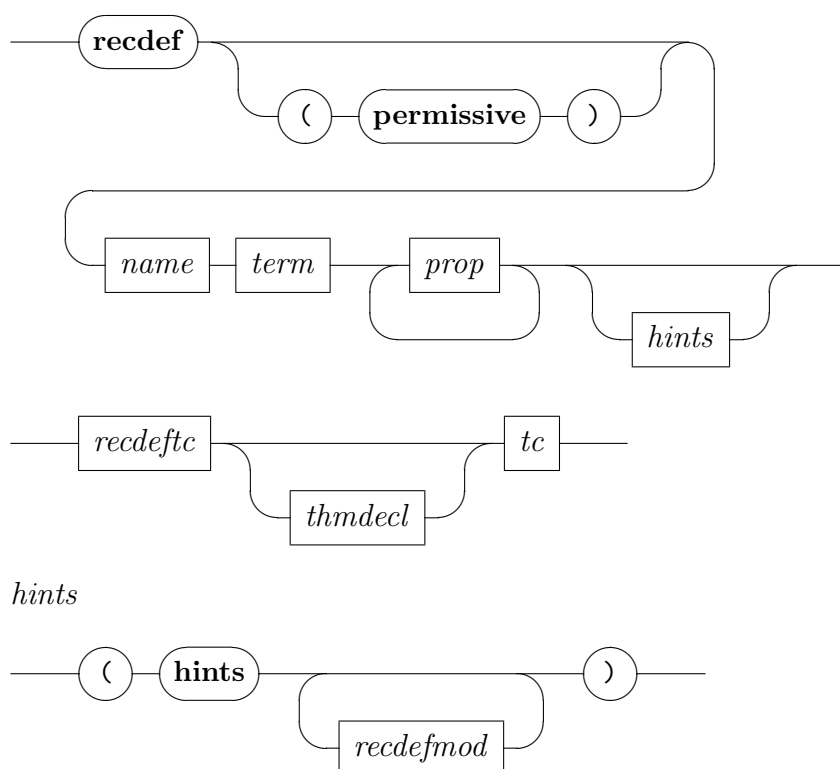 recdef
( permissive )
name term prop
hints
recdeftc tc
thmdecl
hints
( hints )
recdefmod